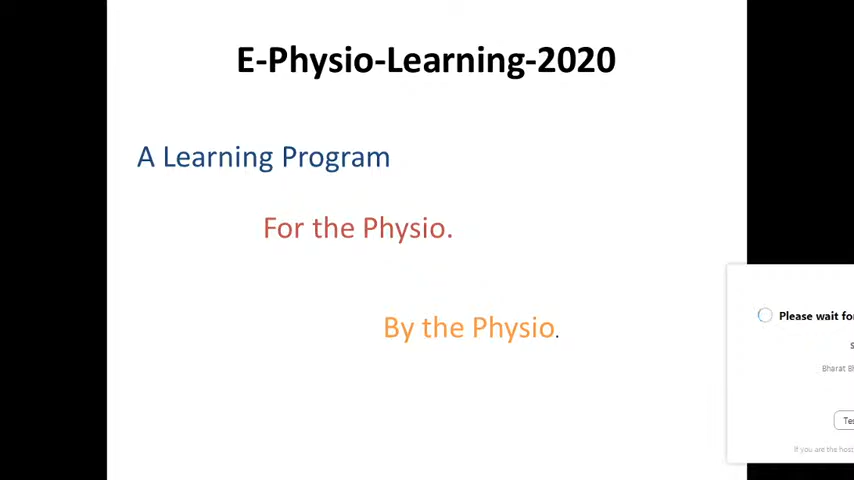 E-Physio-Learning-2020
A Learning Program
For the Physio.
By the Physio.
Please wait for
Bharat
If you are the host